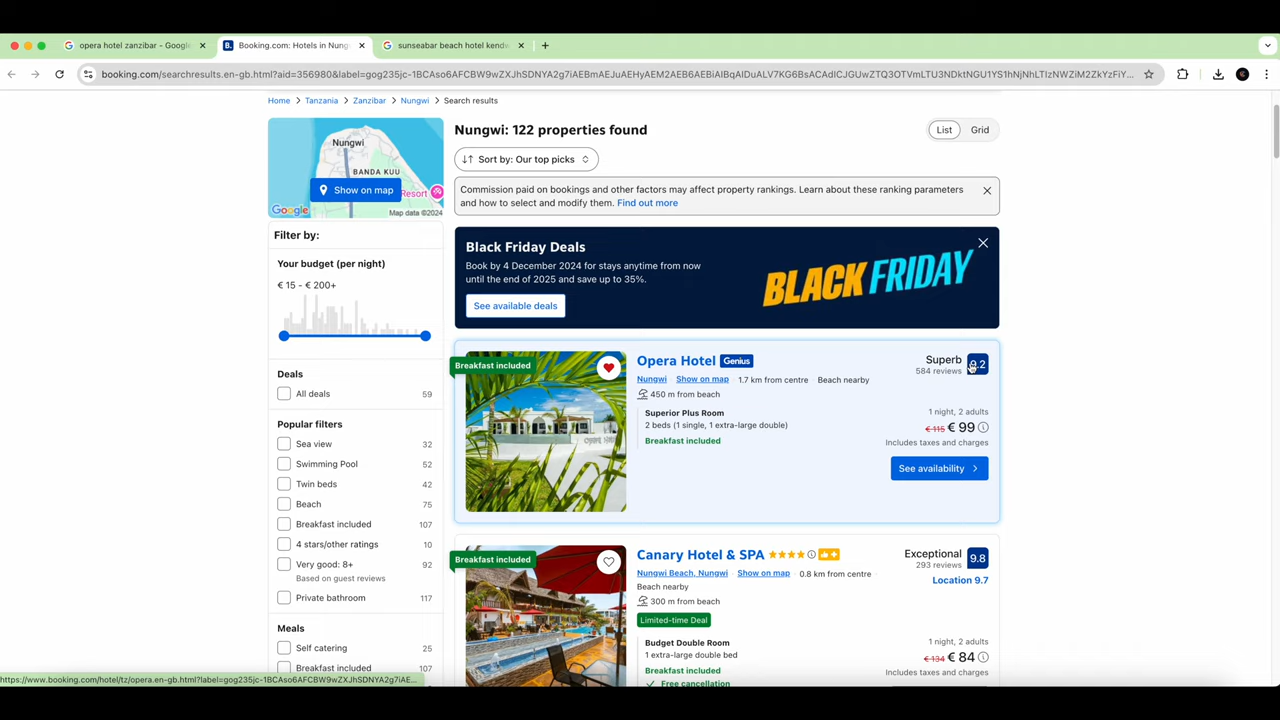 opera hotel zanzibar - Google
Booking.com: Hotels in Nung
sunseabar beach hotel kendw
booking.com/searchresults.en-gb.html?aid=356980&label=gog235jc-1BCAso6AFCBW9wZXJhSDNYA2g7iAEBmAEJuAEHyAEM2AEB6AEBiAIBqAIDuALV7KG6BsACAdICJGUwZTQ3OTVmLTU3NDktNGU1YS1hNjNhLTIzNWZiM2ZkYzFiY...
Home > Tanzania > Zanzibar > Nungwi > Search results
Nungwi
BANDA KUU
Show on map
Resort
Google
Map data ©2024
Nungwi: 122 properties found
List
Grid
Sort by: Our top picks
Commission paid on bookings and other factors may affect property rankings. Learn about these ranking parameters
and how to select and modify them. Find out more
Filter by:
Your budget (per night)
€ 15 - € 200+
Deals
All deals 59
Popular filters
Sea view 32
Swimming Pool 52
Twin beds 42
Beach 75
Breakfast included 107
4 stars/other ratings 10
Very good: 8+ 92
Based on guest reviews
Private bathroom 117
Meals
Self catering 25
Breakfast included 107
Black Friday Deals
Book by 4 December 2024 for stays anytime from now
until the end of 2025 and save up to 35%.
See available deals
BLACK FRIDAY
Breakfast included
OPERA HOTEL
Opera Hotel Genius
Nungwi Show on map · 1.7 km from centre · Beach nearby
450 m from beach
Superior Plus Room
2 beds (1 single, 1 extra-large double)
Breakfast included
Superb
584 reviews
9.2
1 night, 2 adults
€ 115 € 99
Includes taxes and charges
See availability
Breakfast included
Canary Hotel & SPA
Nungwi Beach, Nungwi Show on map · 0.8 km from centre ·
Beach nearby
300 m from beach
Limited-time Deal
Budget Double Room
1 extra-large double bed
Breakfast included
Free cancellation
Exceptional
293 reviews
9.8
Location 9.7
1 night, 2 adults
€ 134 € 84
Includes taxes and charges
https://www.booking.com/hotel/tz/opera.en-gb.html?label=gog235jc-1BCAso6AFCBW9wZXJhSDNYA2g7iAE...